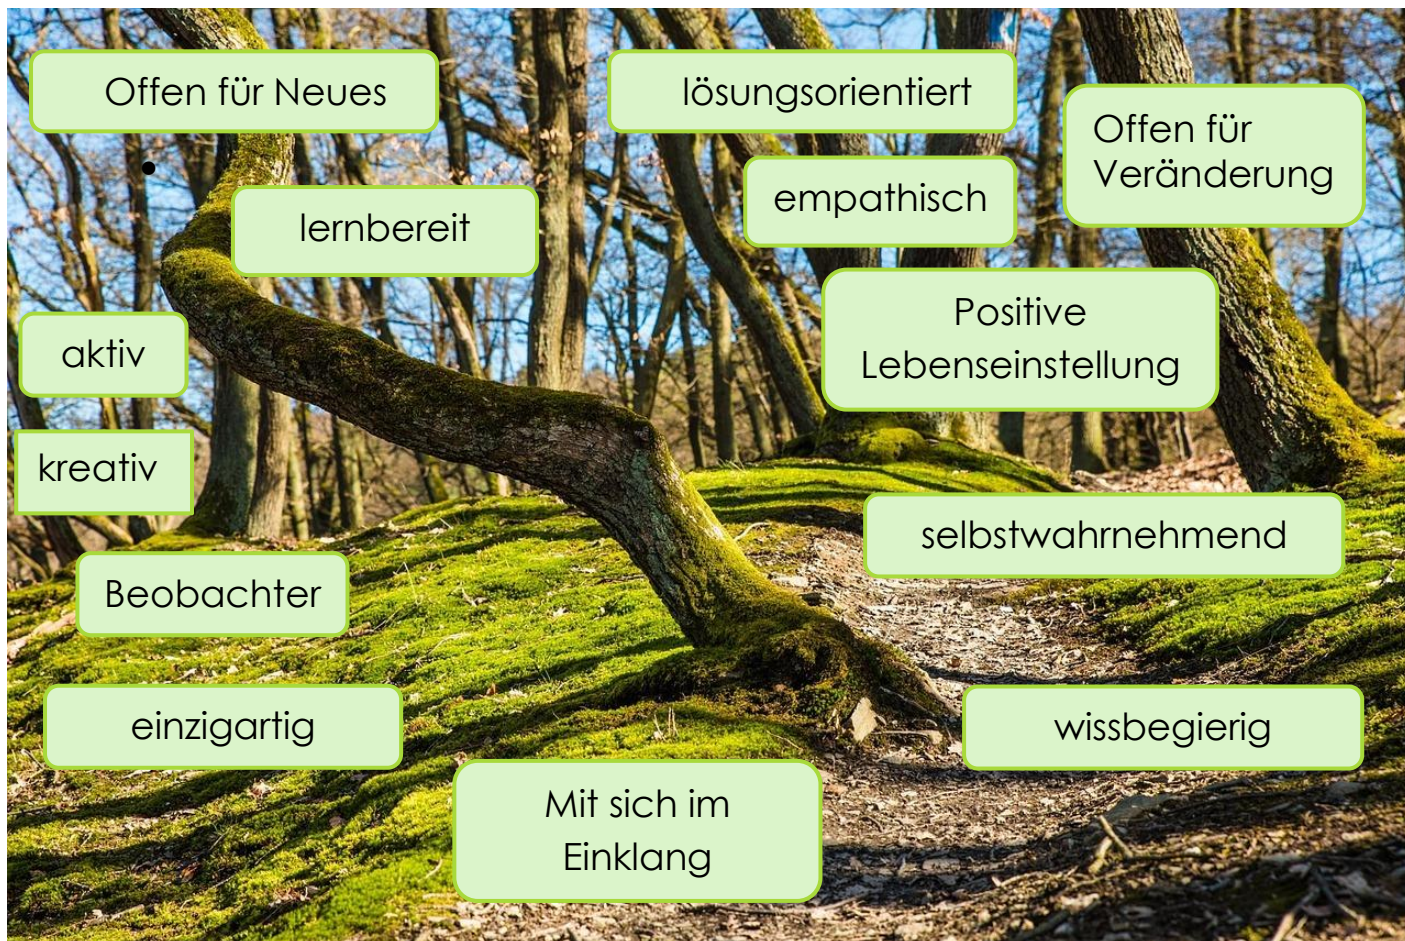 Offen für Neues
lösungsorientiert
Offen für
Veränderung
empathisch
lernbereit
Positive
Lebenseinstellung
aktiv
kreativ
selbstwahrnehmend
Beobachter
einzigartig
wissbegierig
Mit sich im
Einklang